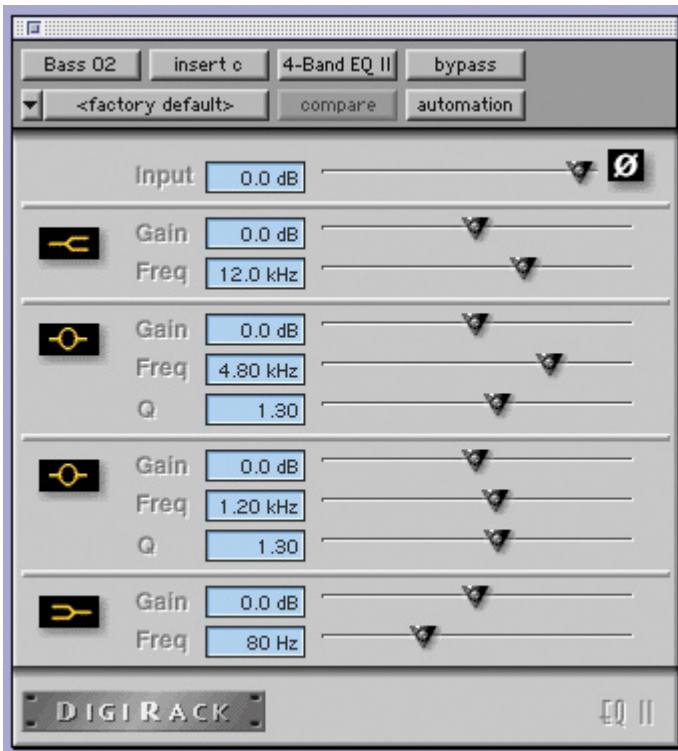 Bass 02 insert c 4-Band EQ II bypass
<factory default> compare automation
Input 0.0 dB Ø
Gain 0.0 dB
Freq 12.0 kHz
Gain 0.0 dB
Freq 4.80 kHz
Q 1.30
Gain 0.0 dB
Freq 1.20 kHz
Q 1.30
Gain 0.0 dB
Freq 80 Hz
DIGIRACK EQ II